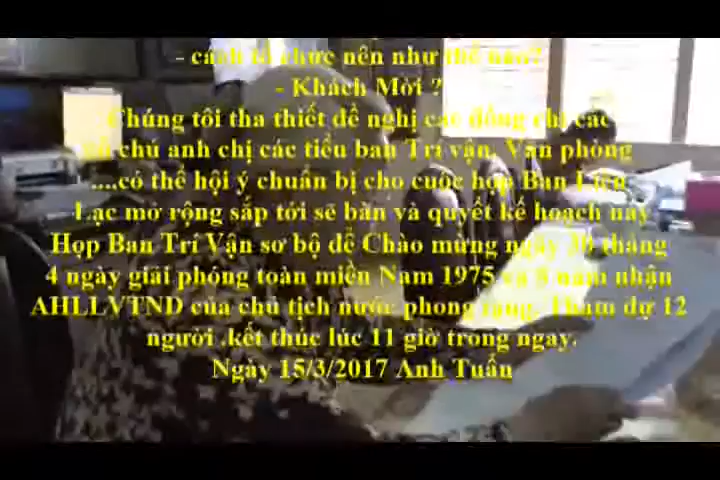 - cách tổ chức nên như thế nào?
- Khách Mời ?
Chúng tôi tha thiết đề nghị các đồng chí các
cô chú anh chị các tiểu ban Trí vận, Văn phòng
....có thể hội ý chuẩn bị cho cuộc họp Ban Liên
Lạc mở rộng sắp tới sẽ bàn và quyết kế hoạch này
Họp Ban Trí Vận sơ bộ để Chào mừng ngày 30 tháng
4 ngày giải phóng toàn miền Nam 1975 và nam nhận
AHLLVTND của chủ tịch nước phong tặng. Tham dự 12
người .kết thúc lúc 11 giờ trong ngay.
Ngày 15/3/2017 Anh Tuấn